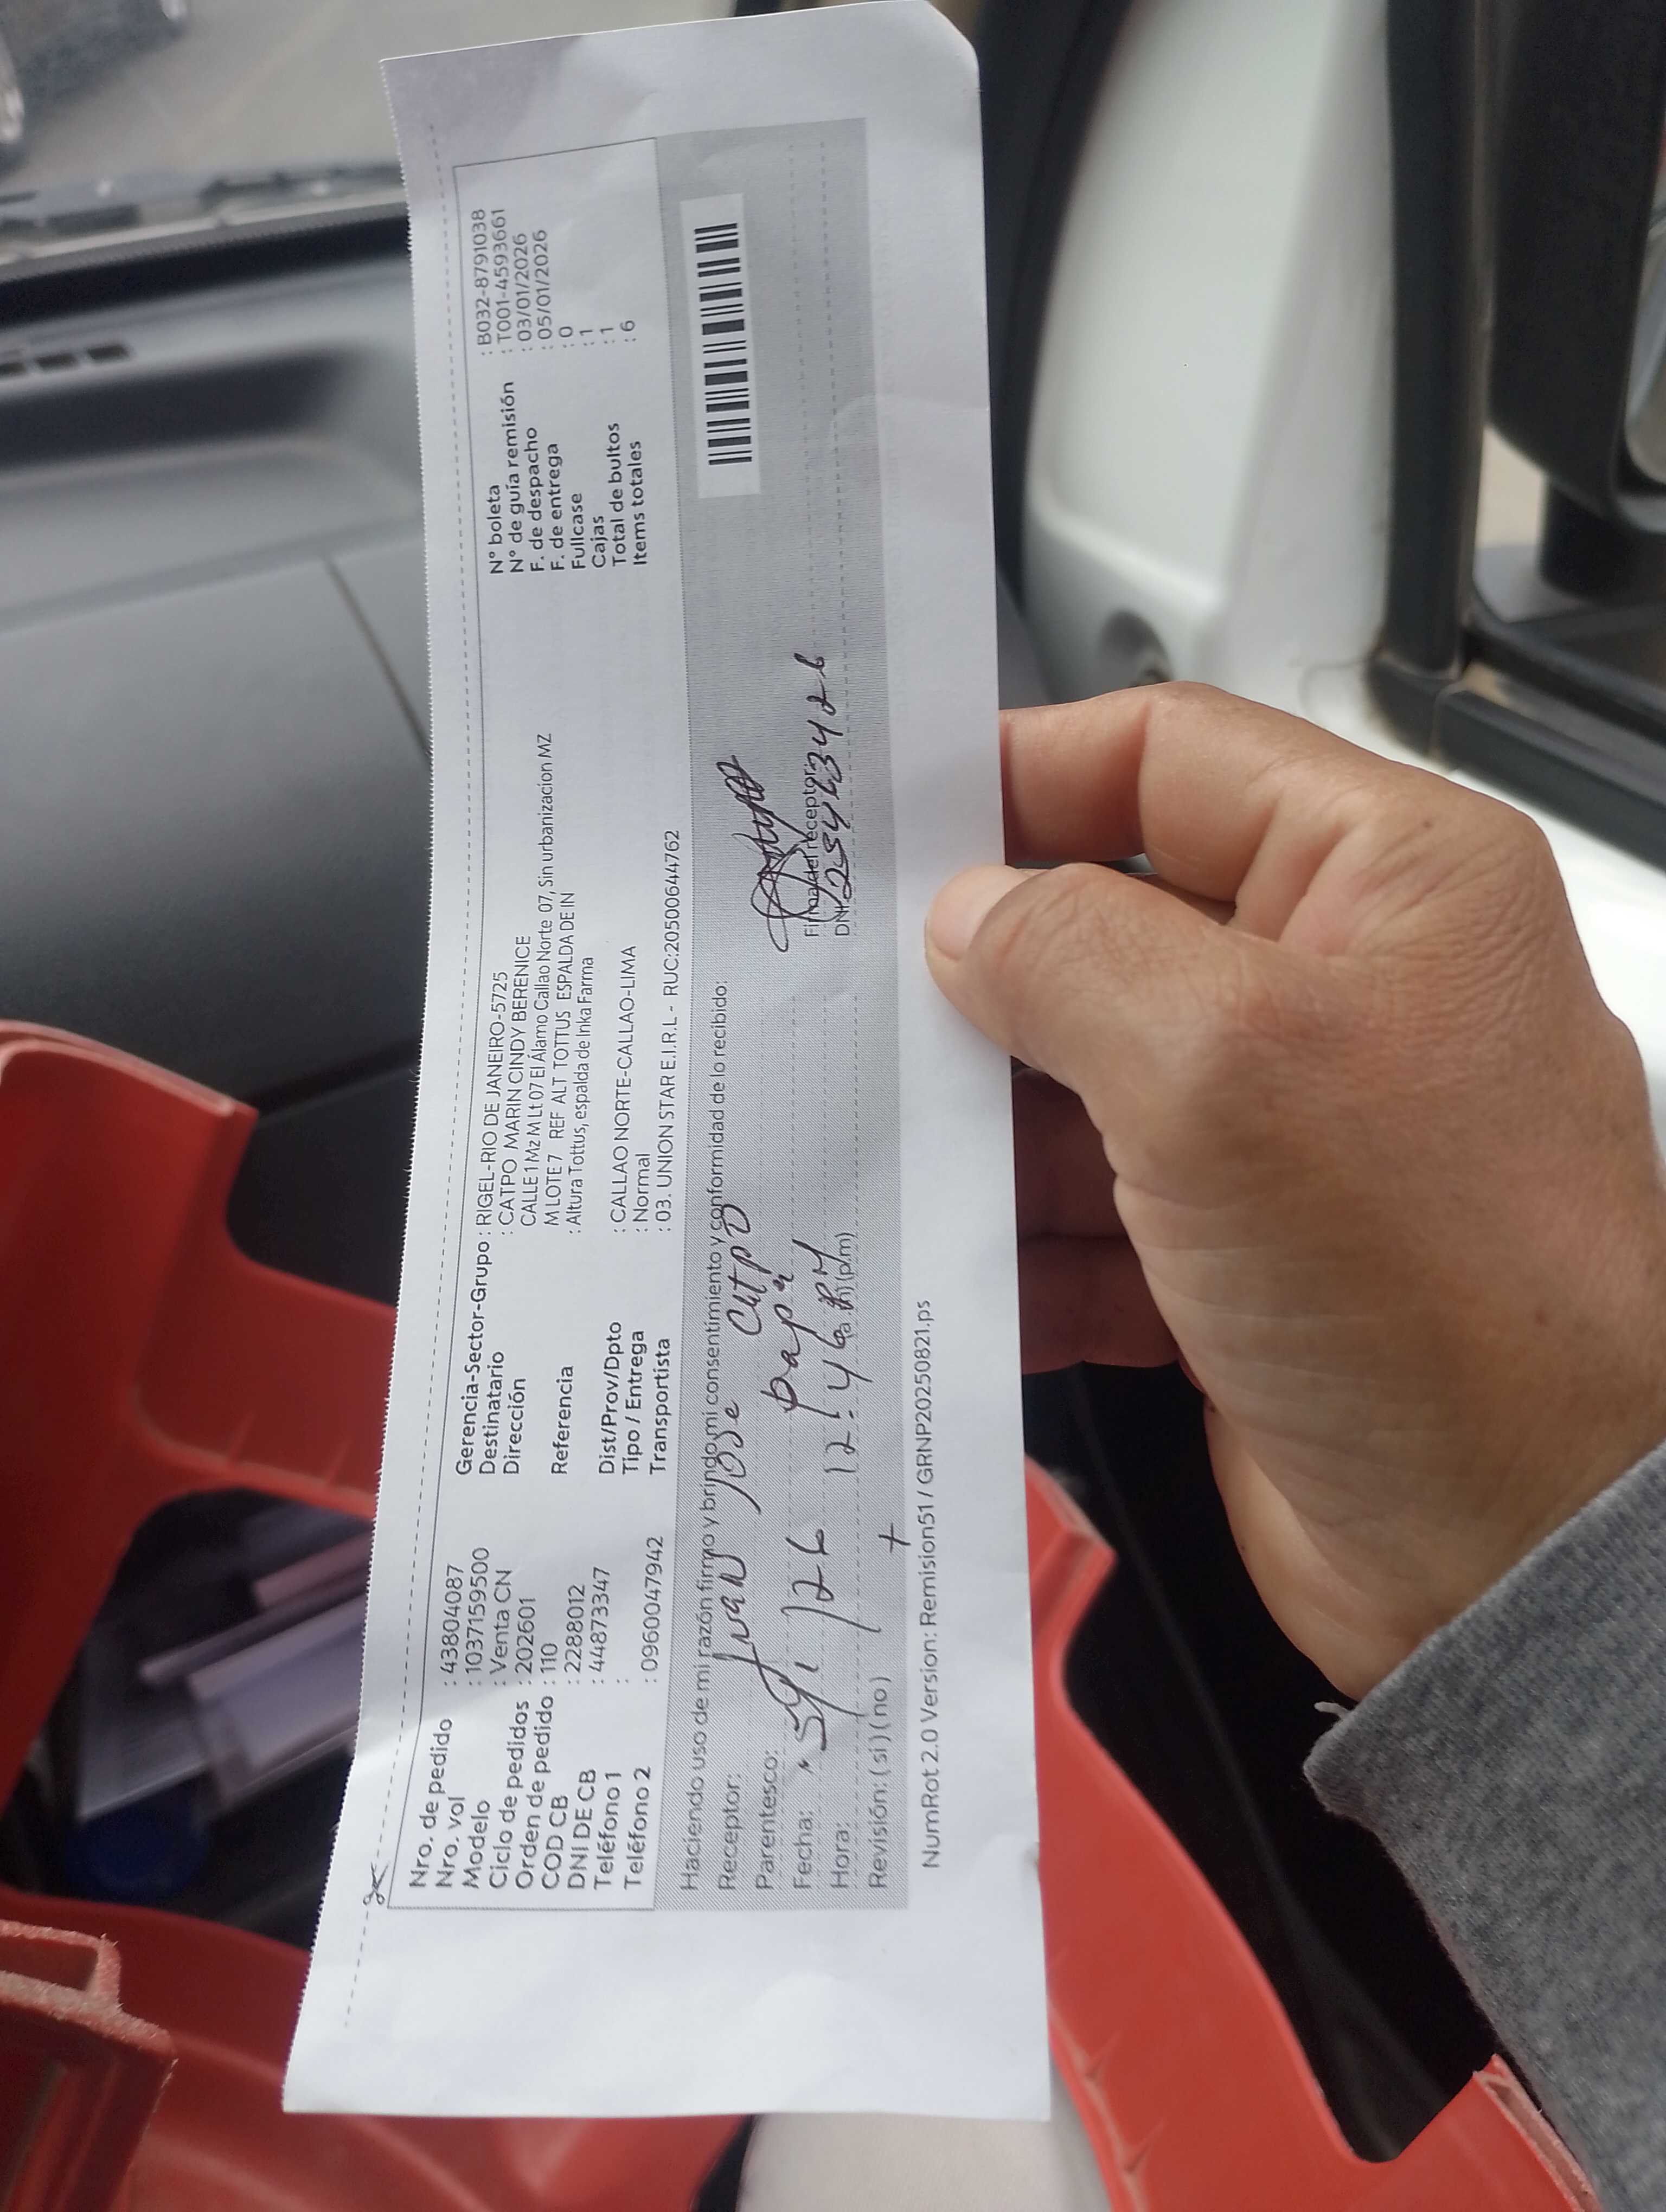 Nro. de pedido : 43804087
Nro. vol : 1037159500
Modelo : Venta CN
Ciclo de pedidos : 202601
Orden de pedido : 110
COD CB : 2288012
DNI DE CB : 44873347
Teléfono 1 :
Teléfono 2 : 0960047942
Gerencia-Sector-Grupo : RIGEL-RIO DE JANEIRO-5725
Destinatario : CATPO MARIN CINDY BERENICE
Dirección CALLE 1 Mz M Lt 07 El Álamo Callao Norte 07, Sin urbanizacion MZ
M LOTE 7 REF ALT TOTTUS ESPALDA DE IN
Referencia : Altura Tottus, espalda de Inka Farma
Dist/Prov/Dpto : CALLAO NORTE-CALLAO-LIMA
Tipo / Entrega : Normal
Transportista : 03. UNION STAR E.I.R.L - RUC:20500644762
N° boleta : B032-8791038
N° de guía remisión : T001-4593661
F. de despacho : 03/01/2026
F. de entrega : 05/01/2026
Fullcase : 0
Cajas : 1
Total de bultos : 1
Items totales : 6
Haciendo uso de mi razón firmo y brindo mi consentimiento y conformidad de lo recibido:
Receptor: Juan Jose Catpo
Parentesco: papá
Fecha: 5/1/26
Hora: 12:46 PM (a.m) (p.m)
Revisión: ( si ) ( no )
Firma del receptor
DNI
NumRot 2.0 Version: Remision51 / GRNP20250821.ps